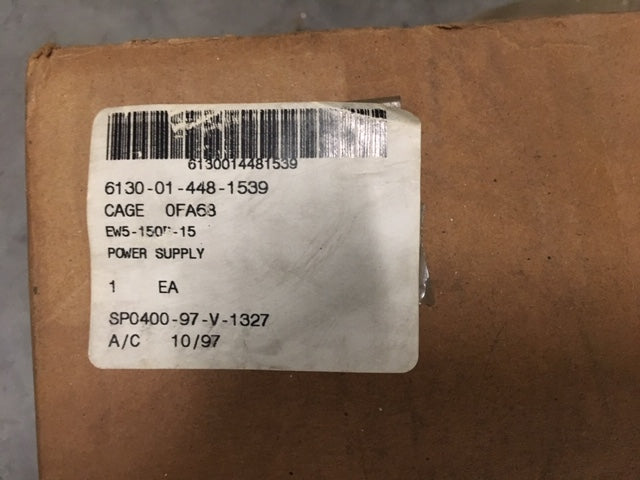 6130014481539
6130-01-448-1539
CAGE 0FA68
POWER SUPPLY
1 EA
SP0400-97-V-1327
A/C 10/97